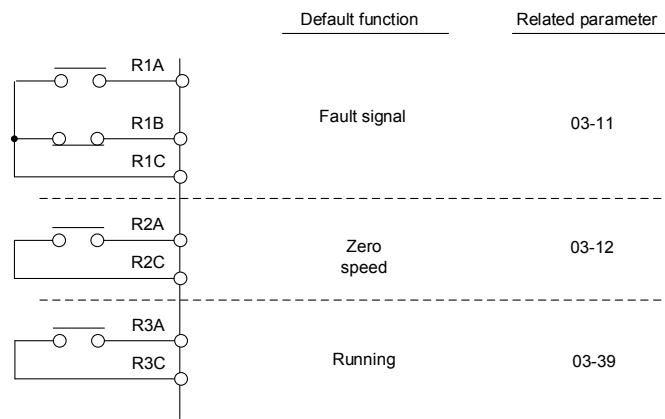 Default function Related parameter
R1A
R1B
Fault signal
03-11
R1C
R2A
R2C
Zero
speed
03-12
R3A
R3C
Running
03-39